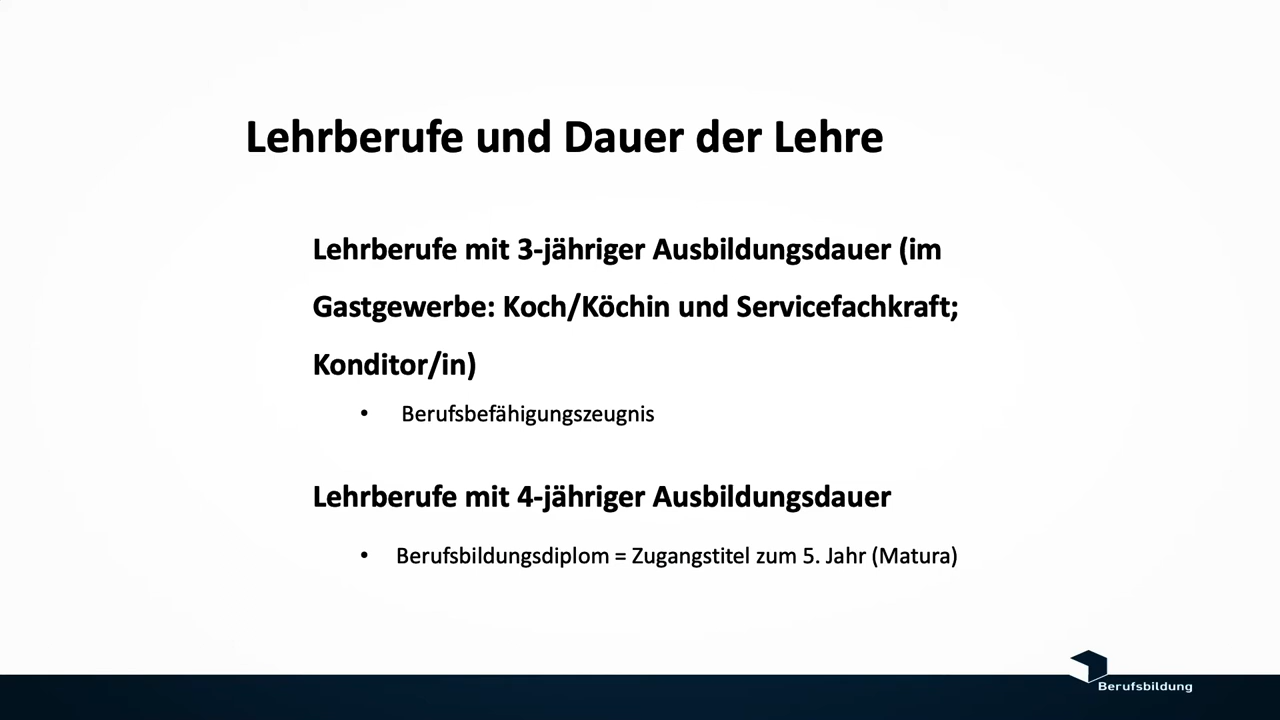 Lehrberufe und Dauer der Lehre
Lehrberufe mit 3-jähriger Ausbildungsdauer (im
Gastgewerbe: Koch/Köchin und Servicefachkraft;
Konditor/in)
• Berufsbefähigungszeugnis
Lehrberufe mit 4-jähriger Ausbildungsdauer
• Berufsbildungsdiplom = Zugangstitel zum 5. Jahr (Matura)
Berufsbildung